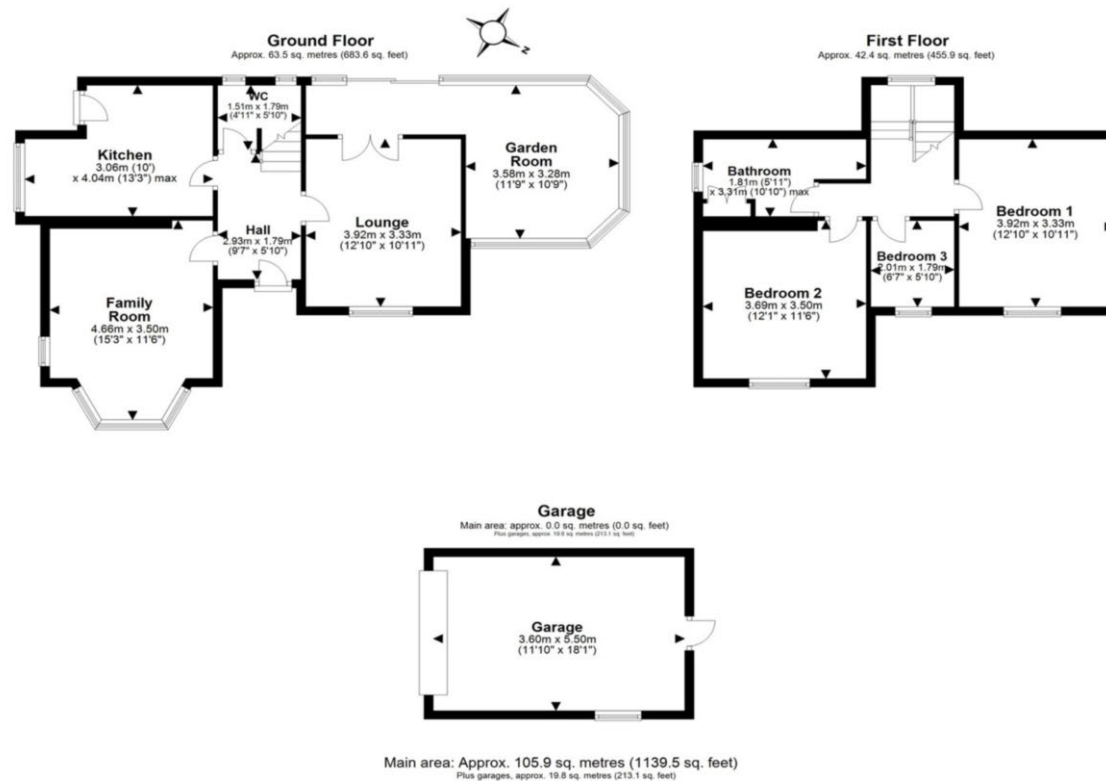 Ground Floor
Approx. 63.5 sq. metres (683.6 sq. feet)
N
WC
1.51m x 1.79m
(4'11" x 5'10")
Kitchen
3.06m (10')
x 4.04m (13'3") max
Garden
Room
3.58m x 3.28m
(11'9" x 10'9")
Hall
2.93m x 1.79m
(9'7" x 5'10")
Lounge
3.92m x 3.33m
(12'10" x 10'11")
Family
Room
4.66m x 3.50m
(15'3" x 11'6")
First Floor
Approx. 42.4 sq. metres (455.9 sq. feet)
Bathroom
1.81m (5'11")
x 3.31m (10'10") max
Bedroom 1
3.92m x 3.33m
(12'10" x 10'11")
Bedroom 3
2.01m x 1.79m
(6'7" x 5'10")
Bedroom 2
3.69m x 3.50m
(12'1" x 11'6")
Garage
Main area: approx. 0.0 sq. metres (0.0 sq. feet)
Plus garages, approx. 19.8 sq. metres (213.1 sq. feet)
Garage
3.60m x 5.50m
(11'10" x 18'1")
Main area: Approx. 105.9 sq. metres (1139.5 sq. feet)
Plus garages, approx. 19.8 sq. metres (213.1 sq. feet)